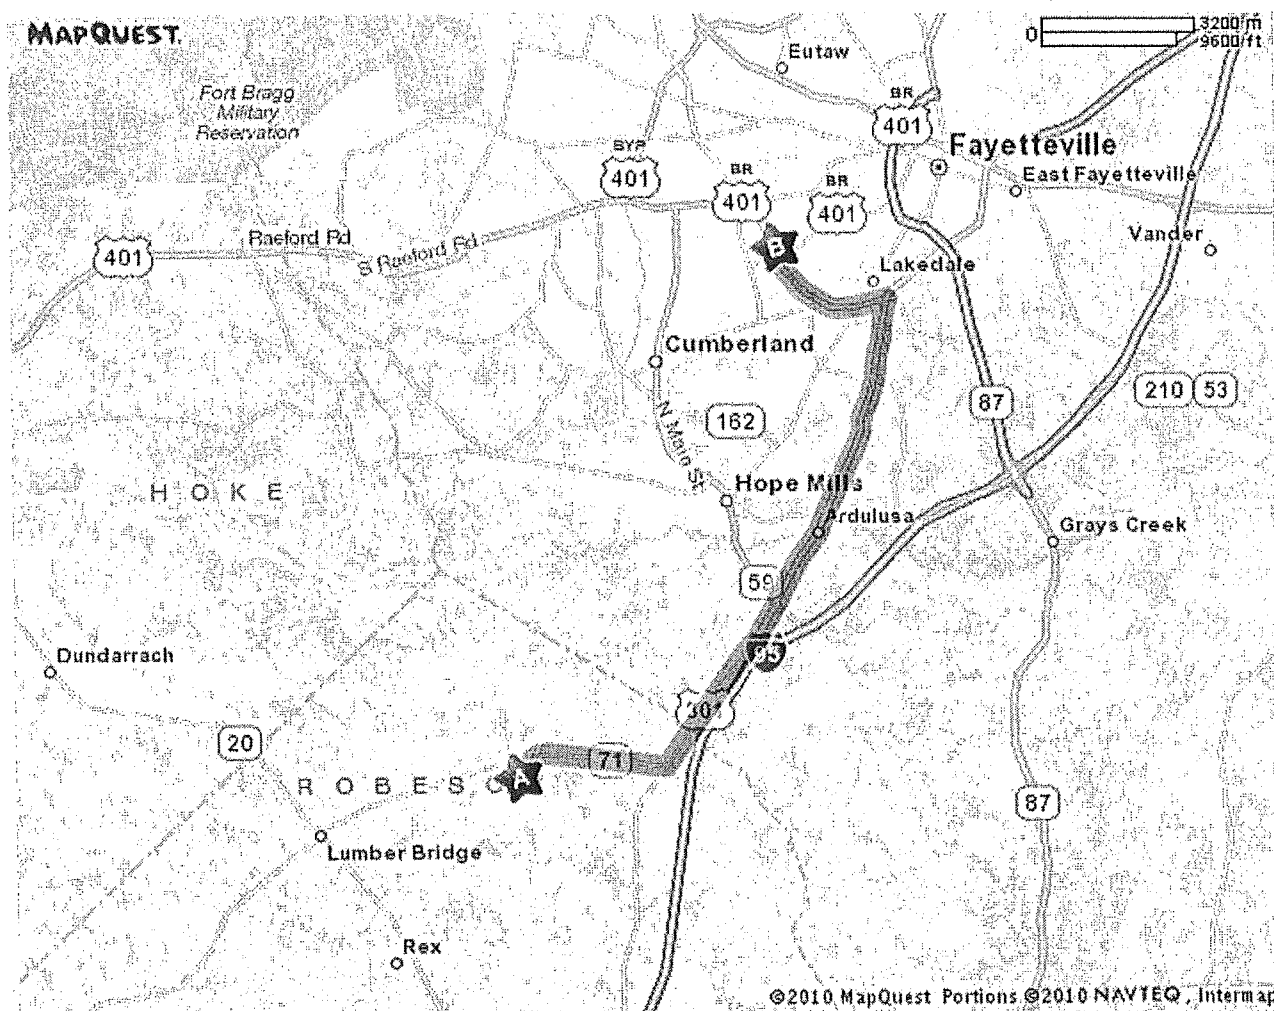 MAPQUEST.
0
3200 m
9600 ft
Eutaw
Fort Bragg
Military
Reservation
BR
401
Fayetteville
BYP
401
BR
401
BR
401
East Fayetteville
Vander
401
Raeford Rd
S Raeford Rd
B
Lakedale
Cumberland
87
210
53
162
N Main St
HOKE
Hope Mills
Ardulusa
Grays Creek
59
Dundarrach
95
301
20
71
A
ROBESO
87
Lumber Bridge
Rex
©2010 MapQuest Portions ©2010 NAVTEQ, Intermap